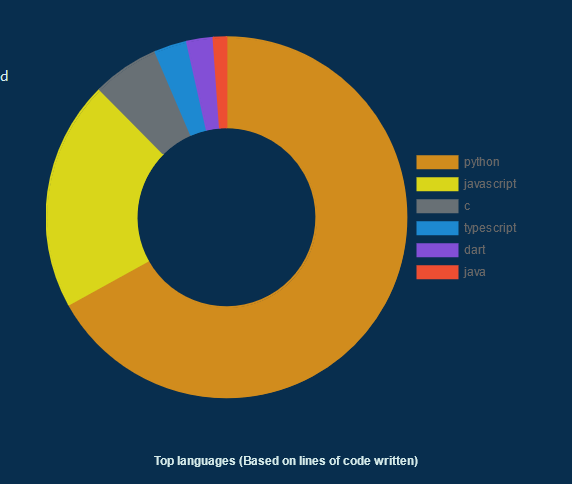 d
python
javascript
c
typescript
dart
java
Top languages (Based on lines of code written)